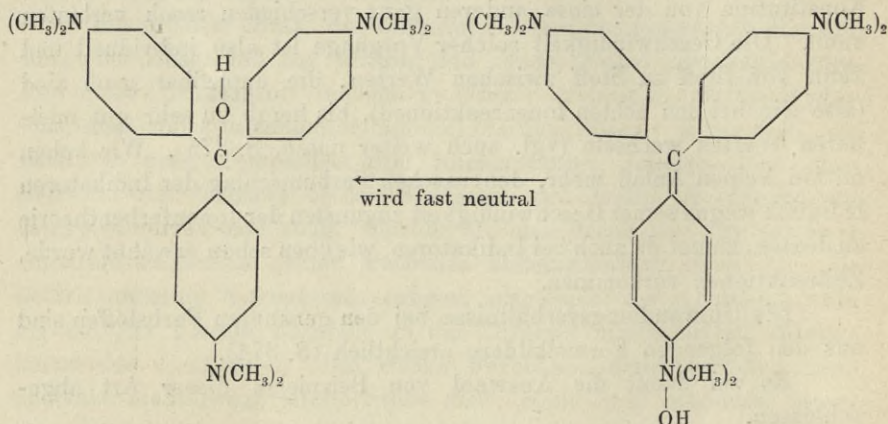 (CH₃)₂N N(CH₃)₂ (CH₃)₂N N(CH₃)₂
H
O
C C
wird fast neutral
N(CH₃)₂ N(CH₃)₂
OH